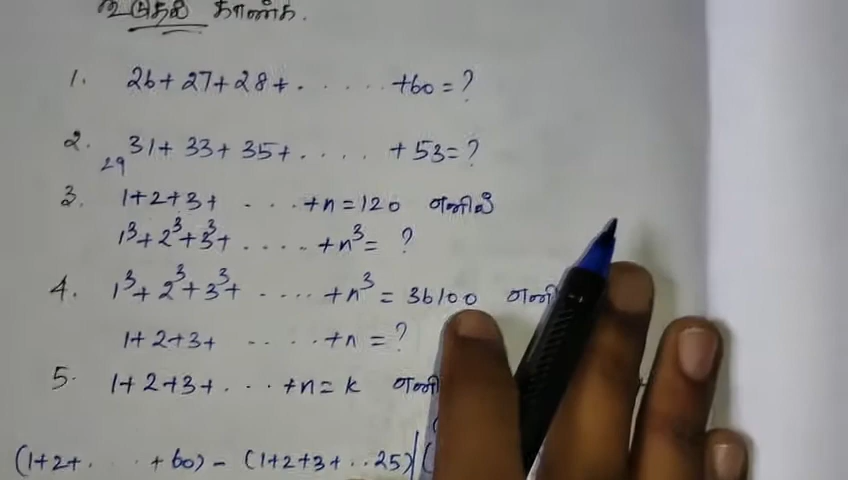 கூடுதல் காண்க.
1. 26+ 27+ 28+ . . . . . +60 = ?
2. 31+ 33+ 35+ . . . . + 53= ?
29
3. 1+2+3+ . . . . +n = 120 எனில்
1³+2³+3³+ . . . . . +n³ = ?
4. 1³+ 2³+ 3³+ . . . . +n³ = 36100
1+2+3+ . . . . . +n = ?
5. 1+2+3+ . . . +n = k
(1+2+ . . . . +60) - (1+2+3+ . . 25) (